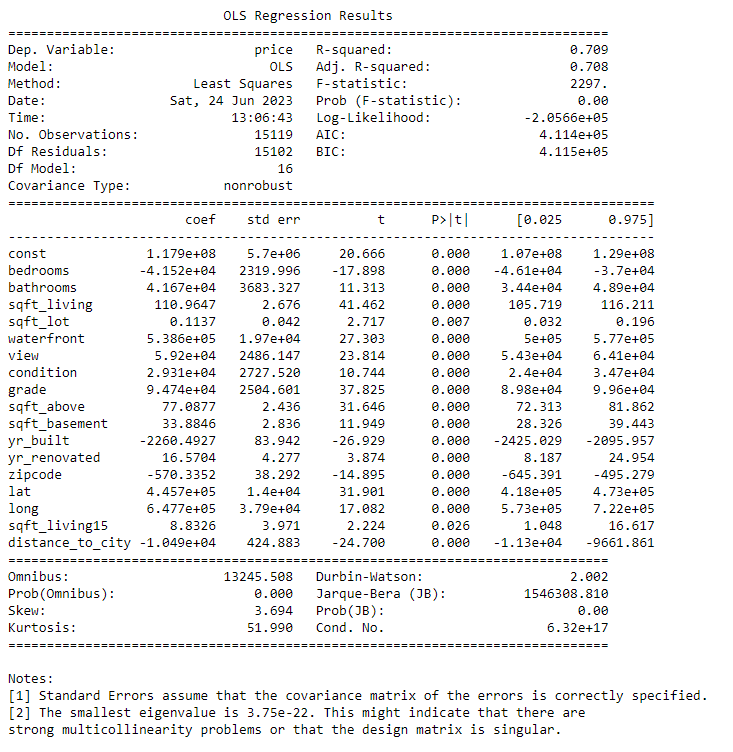 OLS Regression Results
==============================================================================
Dep. Variable:                  price   R-squared:                       0.709
Model:                            OLS   Adj. R-squared:                  0.708
Method:                 Least Squares   F-statistic:                     2297.
Date:                Sat, 24 Jun 2023   Prob (F-statistic):               0.00
Time:                        13:06:43   Log-Likelihood:            -2.0566e+05
No. Observations:               15119   AIC:                         4.114e+05
Df Residuals:                   15102   BIC:                         4.115e+05
Df Model:                          16
Covariance Type:            nonrobust
====================================================================================
                       coef    std err          t      P>|t|      [0.025      0.975]
------------------------------------------------------------------------------------
const             1.179e+08    5.7e+06     20.666      0.000    1.07e+08    1.29e+08
bedrooms         -4.152e+04   2319.996    -17.898      0.000   -4.61e+04    -3.7e+04
bathrooms         4.167e+04   3683.327     11.313      0.000    3.44e+04    4.89e+04
sqft_living        110.9647      2.676     41.462      0.000     105.719     116.211
sqft_lot             0.1137      0.042      2.717      0.007       0.032       0.196
waterfront        5.386e+05   1.97e+04     27.303      0.000       5e+05    5.77e+05
view               5.92e+04   2486.147     23.814      0.000    5.43e+04    6.41e+04
condition         2.931e+04   2727.520     10.744      0.000     2.4e+04    3.47e+04
grade             9.474e+04   2504.601     37.825      0.000    8.98e+04    9.96e+04
sqft_above          77.0877      2.436     31.646      0.000      72.313      81.862
sqft_basement       33.8846      2.836     11.949      0.000      28.326      39.443
yr_built         -2260.4927     83.942    -26.929      0.000   -2425.029   -2095.957
yr_renovated        16.5704      4.277      3.874      0.000       8.187      24.954
zipcode           -570.3352     38.292    -14.895      0.000    -645.391    -495.279
lat               4.457e+05    1.4e+04     31.901      0.000    4.18e+05    4.73e+05
long              6.477e+05   3.79e+04     17.082      0.000    5.73e+05    7.22e+05
sqft_living15        8.8326      3.971      2.224      0.026       1.048      16.617
distance_to_city -1.049e+04    424.883    -24.700      0.000   -1.13e+04   -9661.861
==============================================================================
Omnibus:                    13245.508   Durbin-Watson:                   2.002
Prob(Omnibus):                  0.000   Jarque-Bera (JB):          1546308.810
Skew:                           3.694   Prob(JB):                         0.00
Kurtosis:                      51.990   Cond. No.                     6.32e+17
==============================================================================
Notes:
[1] Standard Errors assume that the covariance matrix of the errors is correctly specified.
[2] The smallest eigenvalue is 3.75e-22. This might indicate that there are
strong multicollinearity problems or that the design matrix is singular.